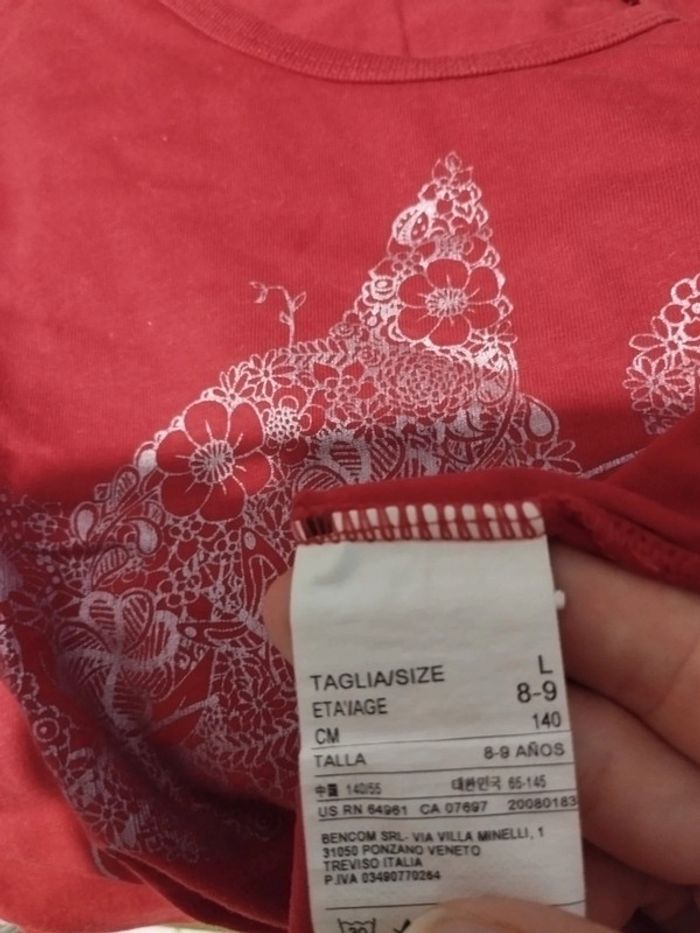 TAGLIA/SIZE L
ETA'/AGE 8-9
CM 140
TALLA 8-9 AÑOS
中国 140/55 대한민국 65-145
US RN 64961 CA 07697 20080183
BENCOM SRL- VIA VILLA MINELLI, 1
31050 PONZANO VENETO
TREVISO ITALIA
P.IVA 03490770264
30